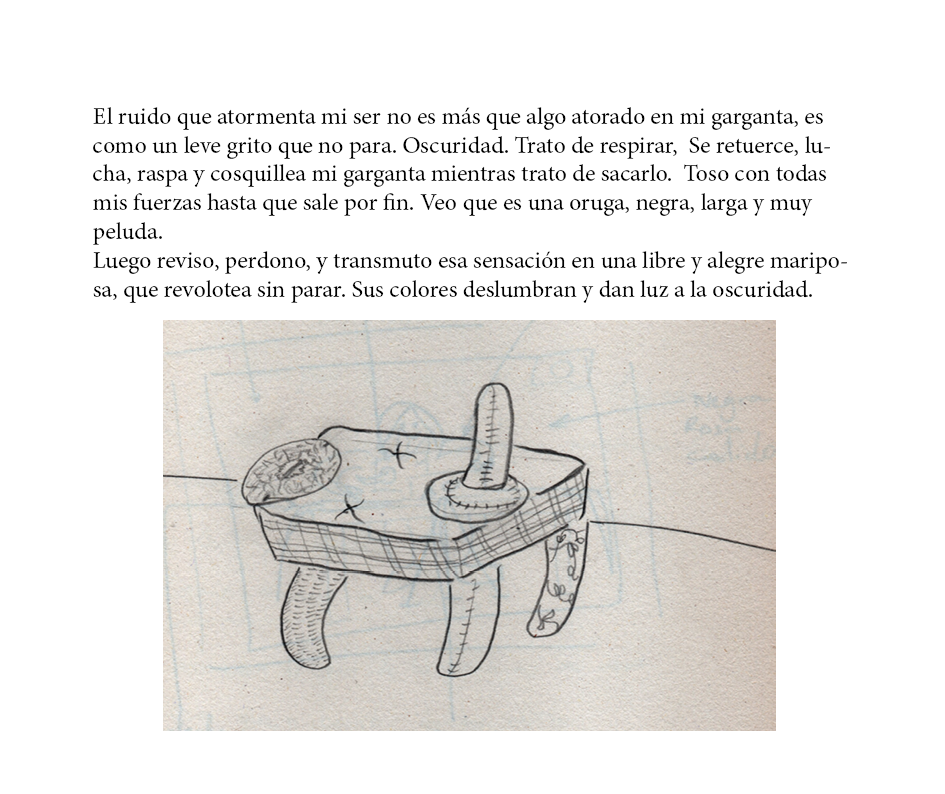 El ruido que atormenta mi ser no es más que algo atorado en mi garganta, es
como un leve grito que no para. Oscuridad. Trato de respirar,  Se retuerce, lu-
cha, raspa y cosquillea mi garganta mientras trato de sacarlo.  Toso con todas
mis fuerzas hasta que sale por fin. Veo que es una oruga, negra, larga y muy
peluda.
Luego reviso, perdono, y transmuto esa sensación en una libre y alegre maripo-
sa, que revolotea sin parar. Sus colores deslumbran y dan luz a la oscuridad.